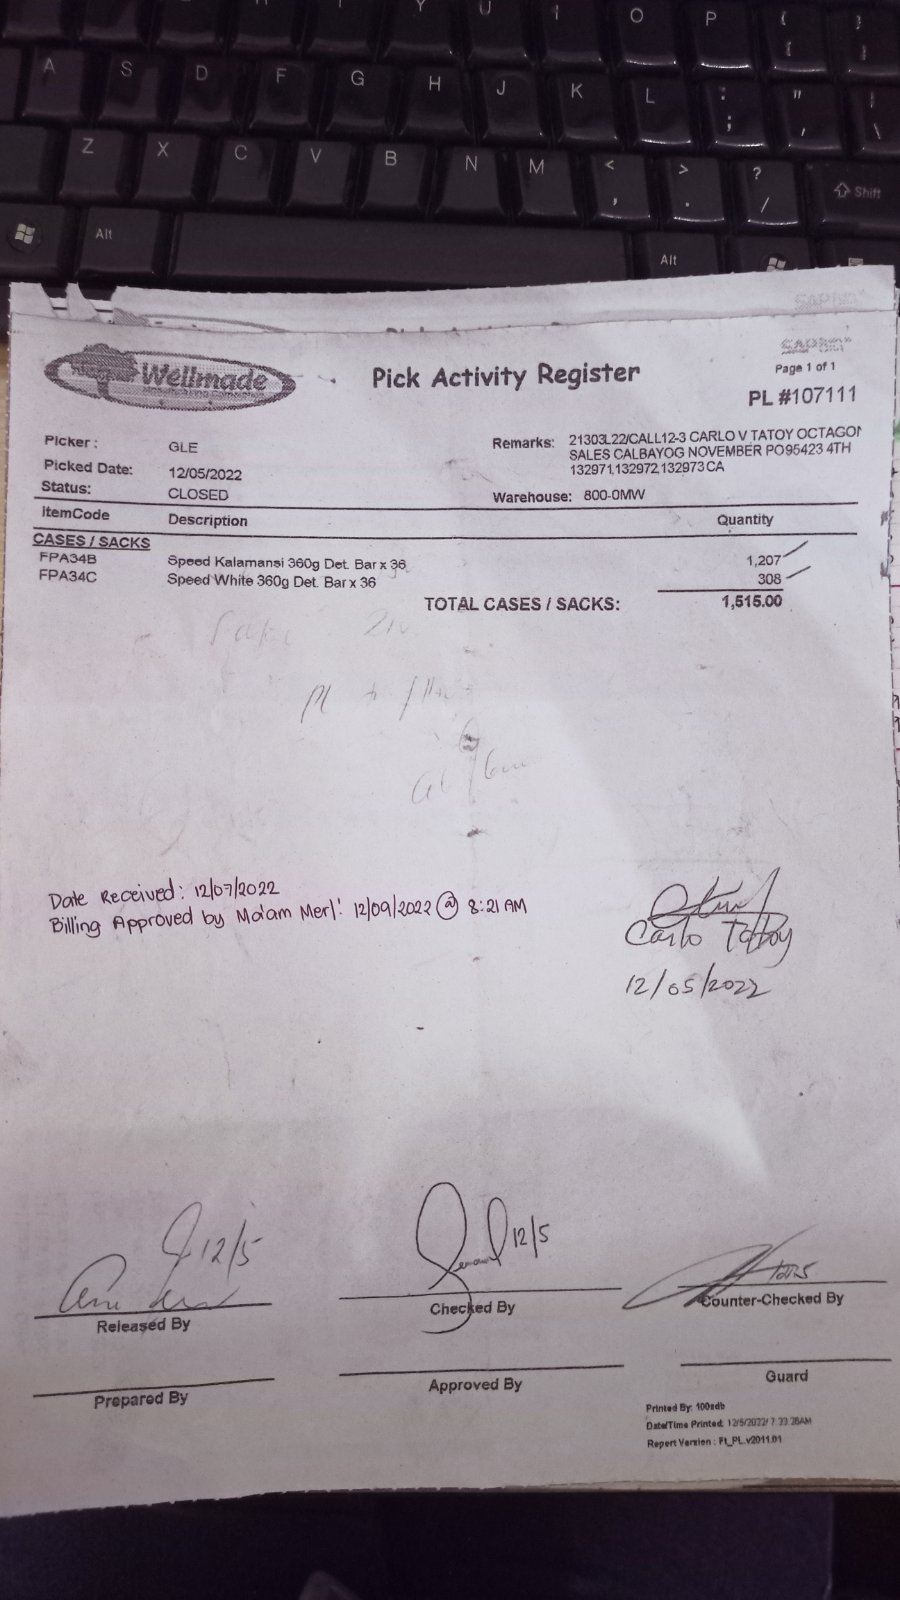 O P { [ } ]
A S D F G H J K L : ; " ' \
Z X C V B N M < , > . ? / Shift
Alt Alt
Wellmade
Pick Activity Register
Page 1 of 1
PL #107111
Picker: GLE
Picked Date: 12/05/2022
Status: CLOSED
Remarks: 21303L22/CALL12-3 CARLO V TATOY OCTAGON
SALES CALBAYOG NOVEMBER PO95423 4TH
132971,132972,132973 CA
Warehouse: 800-0MW
ItemCode Description Quantity
CASES / SACKS
FPA34B Speed Kalamansi 360g Det. Bar x 36 1,207
FPA34C Speed White 360g Det. Bar x 36 308
TOTAL CASES / SACKS: 1,515.00
Date Received: 12/07/2022
Billing Approved by Ma'am Merl: 12/09/2022 @ 8:21 AM
Carlo Tatoy
12/05/2022
12/5
Released By
12/5
Checked By
Counter-Checked By
Prepared By
Approved By
Guard
Printed By: 100sdb
Date/Time Printed: 12/5/2022/ 7:33:26AM
Report Version : Ft_PL.v2011.01